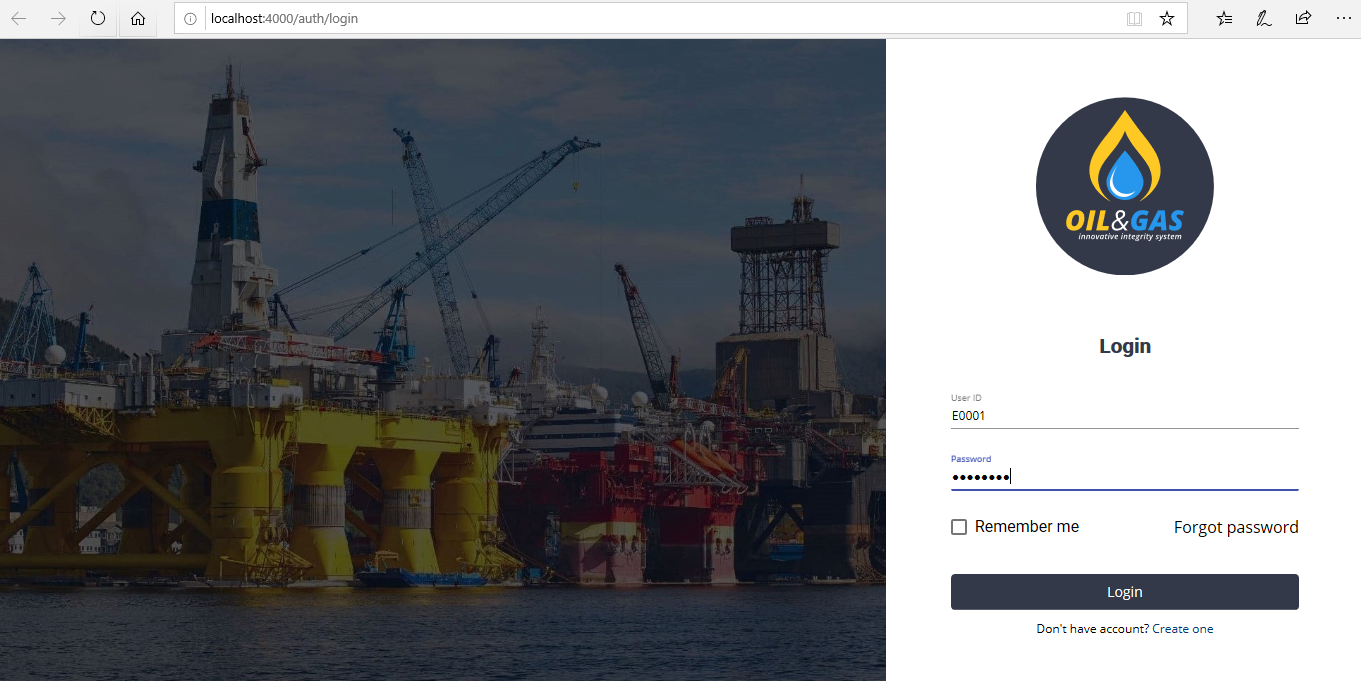 localhost:4000/auth/login
OIL&GAS
innovative integrity system
Login
User ID
E0001
Password
••••••••
Remember me
Forgot password
Login
Don't have account? Create one